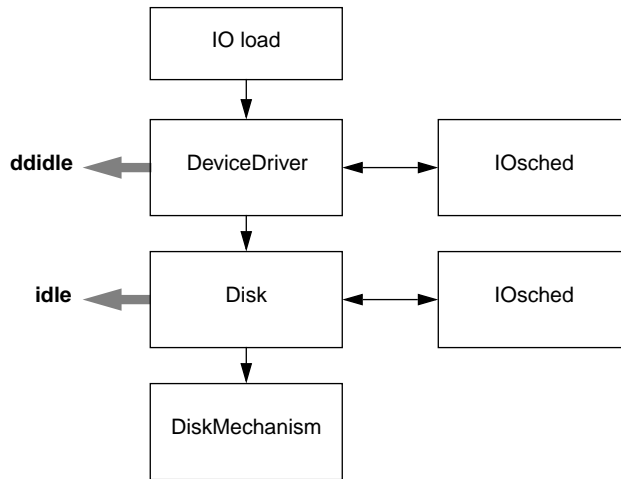 IO load
ddidle
DeviceDriver
IOsched
idle
Disk
IOsched
DiskMechanism